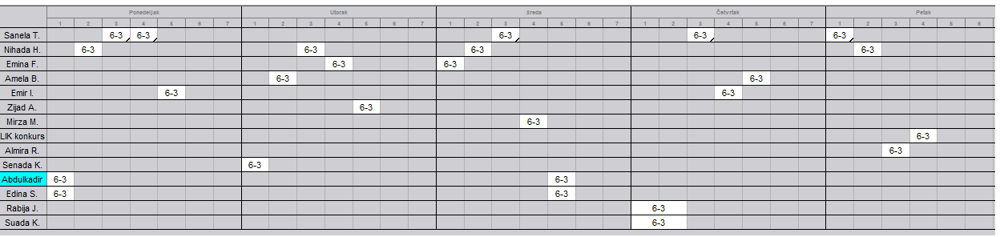 Ponedeljak Utorak Sreda Četvrtak Petak
1 2 3 4 5 6 7 1 2 3 4 5 6 7 1 2 3 4 5 6 7 1 2 3 4 5 6 7 1 2 3 4 5 6
Sanela T. 6-3 6-3 6-3 6-3 6-3
Nihada H. 6-3 6-3 6-3 6-3
Emina F. 6-3 6-3
Amela B. 6-3 6-3
Emir I. 6-3 6-3
Zijad A. 6-3
Mirza M. 6-3
LIK konkurs 6-3
Almira R. 6-3
Senada K. 6-3
Abdulkadir 6-3 6-3
Edina S. 6-3 6-3
Rabija J. 6-3
Suada K. 6-3